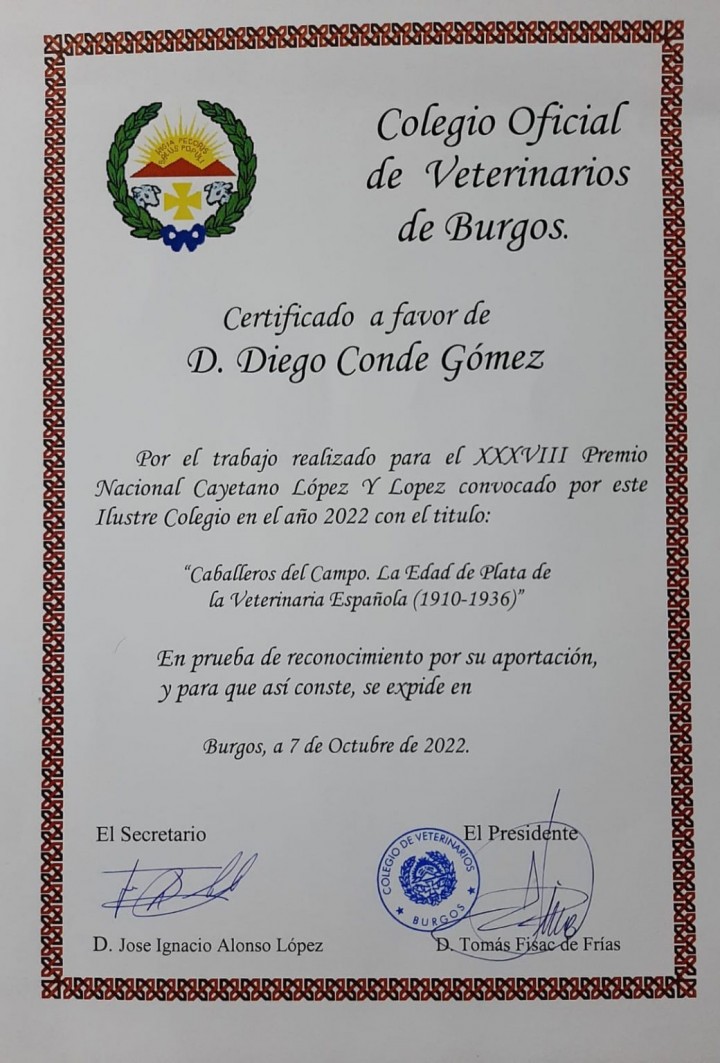 HIGIA PECORIS
SALUS POPULI
Colegio Oficial
de Veterinarios
de Burgos.
Certificado a favor de
D. Diego Conde Gómez
Por el trabajo realizado para el XXXVIII Premio
Nacional Cayetano López Y Lopez convocado por este
Ilustre Colegio en el año 2022 con el titulo:
“Caballeros del Campo. La Edad de Plata de
la Veterinaria Española (1910-1936)”
En prueba de reconocimiento por su aportación,
y para que así conste, se expide en
Burgos, a 7 de Octubre de 2022.
El Secretario
El Presidente
COLEGIO DE VETERINARIOS
BURGOS
D. Jose Ignacio Alonso López
D. Tomás Fisac de Frías